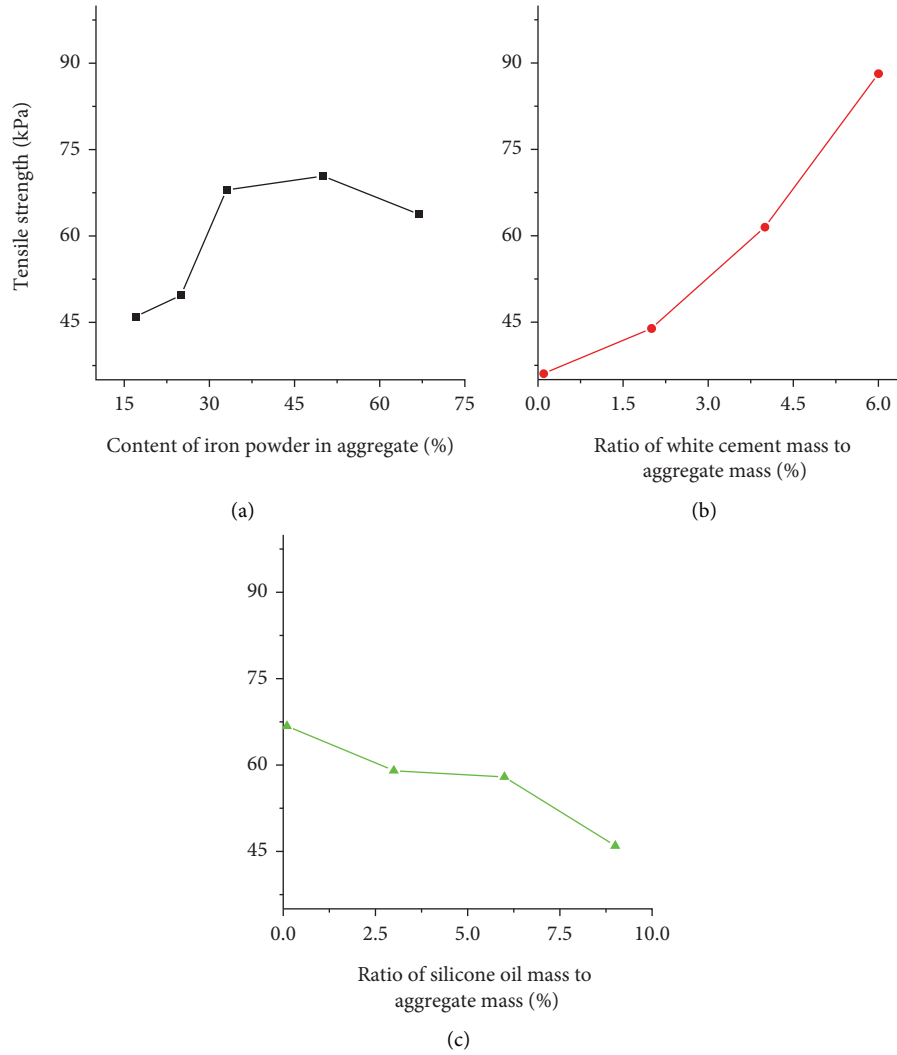 Tensile strength (kPa)
90
75
60
45
15 30 45 60 75
Content of iron powder in aggregate (%)
(a)
90
75
60
45
0.0 1.5 3.0 4.5 6.0
Ratio of white cement mass to
aggregate mass (%)
(b)
90
75
60
45
0.0 2.5 5.0 7.5 10.0
Ratio of silicone oil mass to
aggregate mass (%)
(c)